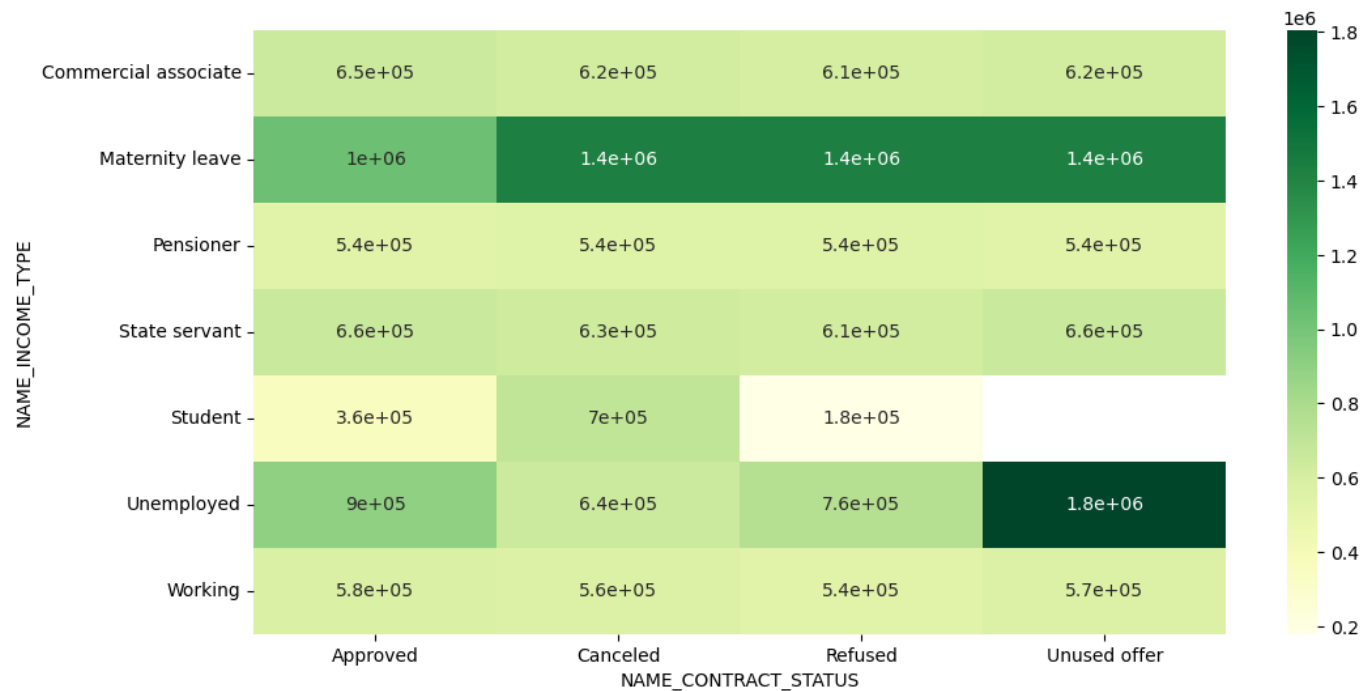 1e6
Commercial associate 6.5e+05 6.2e+05 6.1e+05 6.2e+05
Maternity leave 1e+06 1.4e+06 1.4e+06 1.4e+06
Pensioner 5.4e+05 5.4e+05 5.4e+05 5.4e+05
State servant 6.6e+05 6.3e+05 6.1e+05 6.6e+05
Student 3.6e+05 7e+05 1.8e+05
Unemployed 9e+05 6.4e+05 7.6e+05 1.8e+06
Working 5.8e+05 5.6e+05 5.4e+05 5.7e+05
Approved Canceled Refused Unused offer
NAME_CONTRACT_STATUS
NAME_INCOME_TYPE
1.8
1.6
1.4
1.2
1.0
0.8
0.6
0.4
0.2